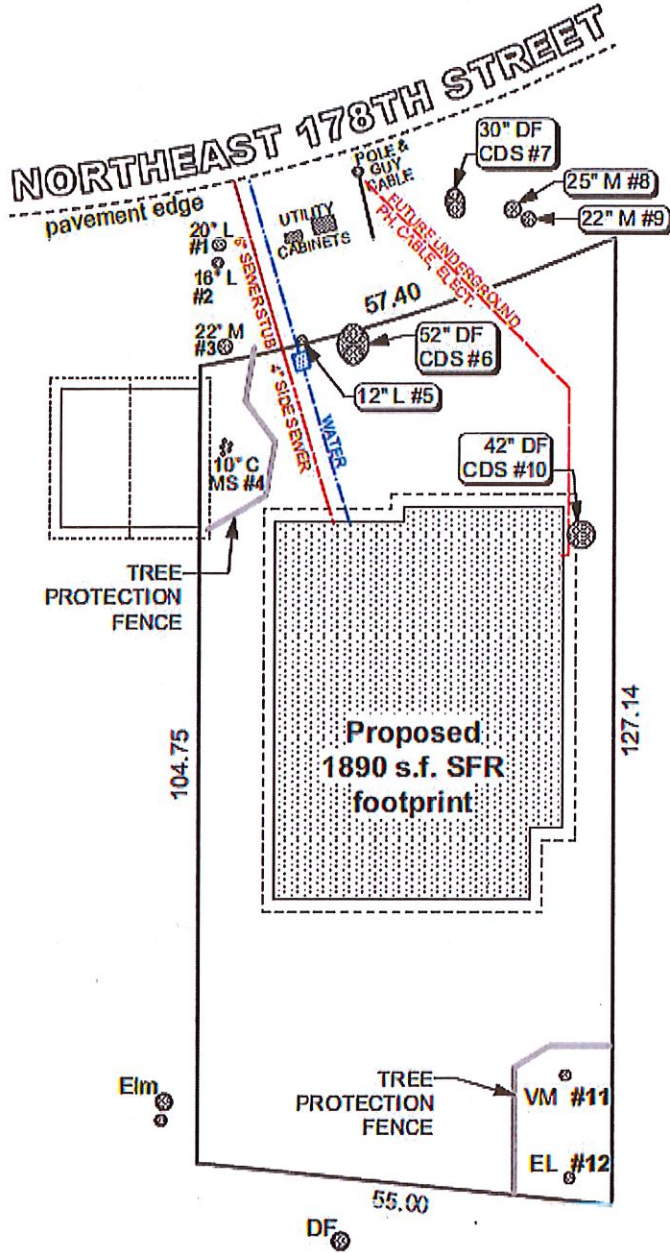 NORTHEAST 178TH STREET
pavement edge
POLE &
GUY
CABLE
30" DF
CDS #7
25" M #8
22" M #9
20" L
#1
16" L
#2
UTILITY
CABINETS
6" SEWER STUB
FUTURE UNDERGROUND
PH. CABLE, ELECT.
57.40
22" M
#3
52" DF
CDS #6
12" L #5
4" SIDE SEWER
WATER
10" C
MS #4
42" DF
CDS #10
TREE
PROTECTION
FENCE
104.75
127.14
Proposed
1890 s.f. SFR
footprint
Elm
TREE
PROTECTION
FENCE
VM #11
EL #12
55.00
DF